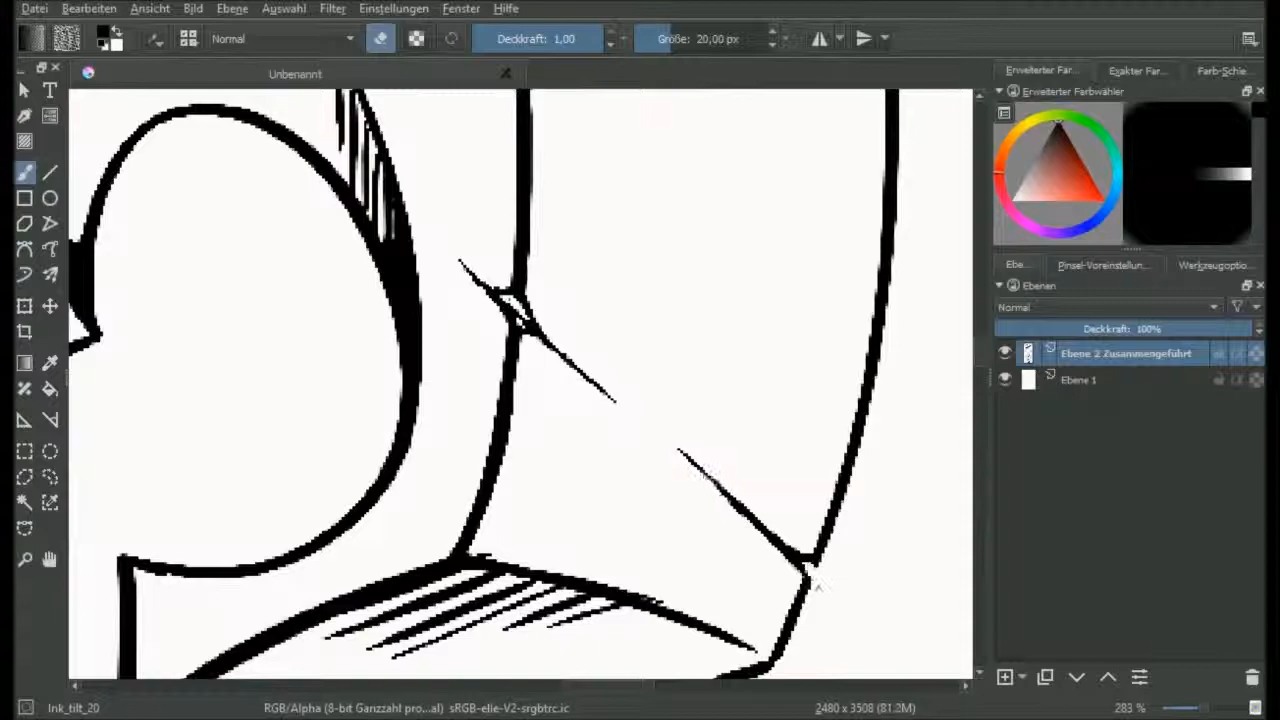 Datei Bearbeiten Ansicht Bild Ebene Auswahl Filter Einstellungen Fenster Hilfe
Normal Deckkraft: 1,00 Größe: 20,00 px
Unbenannt
Erweiterter Far... Exakter Far... Farb-Schie...
Erweiterter Farbwähler
Ebe... Pinsel-Voreinstellun... Werkzeugoptio...
Ebenen
Normal
Deckkraft: 100%
Ebene 2 Zusammengeführt
Ebene 1
Ink_tilt_20 RGB/Alpha (8-bit Ganzzahl pro...al) sRGB-elle-V2-srgbtrc.ic 2480 x 3508 (81.2M) 283 %